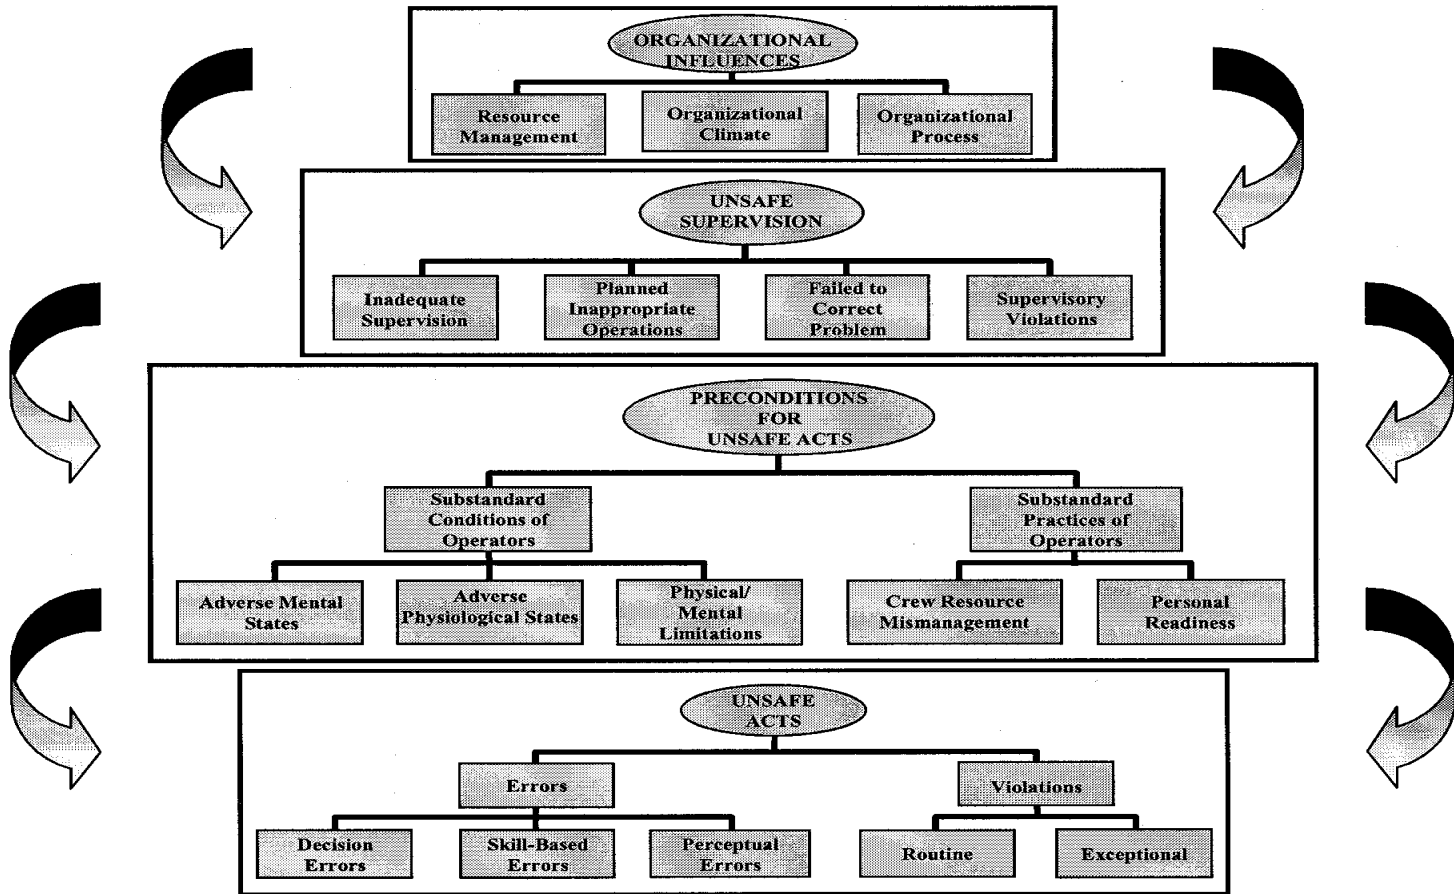 ORGANIZATIONAL
INFLUENCES
Resource
Management
Organizational
Climate
Organizational
Process
UNSAFE
SUPERVISION
Inadequate
Supervision
Planned
Inappropriate
Operations
Failed to
Correct
Problem
Supervisory
Violations
PRECONDITIONS
FOR
UNSAFE ACTS
Substandard
Conditions of
Operators
Substandard
Practices of
Operators
Adverse Mental
States
Adverse
Physiological States
Physical/
Mental
Limitations
Crew Resource
Mismanagement
Personal
Readiness
UNSAFE
ACTS
Errors
Violations
Decision
Errors
Skill-Based
Errors
Perceptual
Errors
Routine
Exceptional